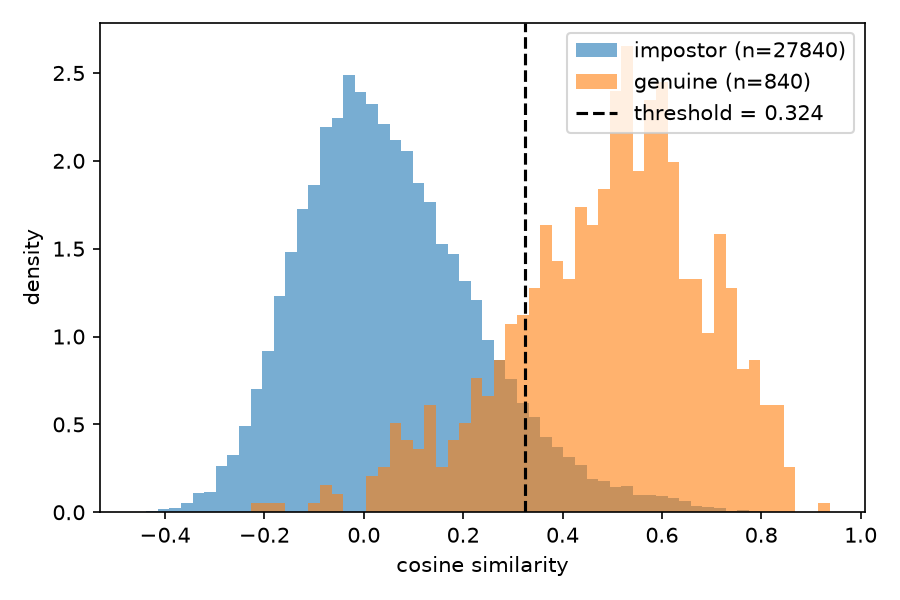 impostor (n=27840)
genuine (n=840)
threshold = 0.324
density
2.5
2.0
1.5
1.0
0.5
0.0
−0.4 −0.2 0.0 0.2 0.4 0.6 0.8 1.0
cosine similarity